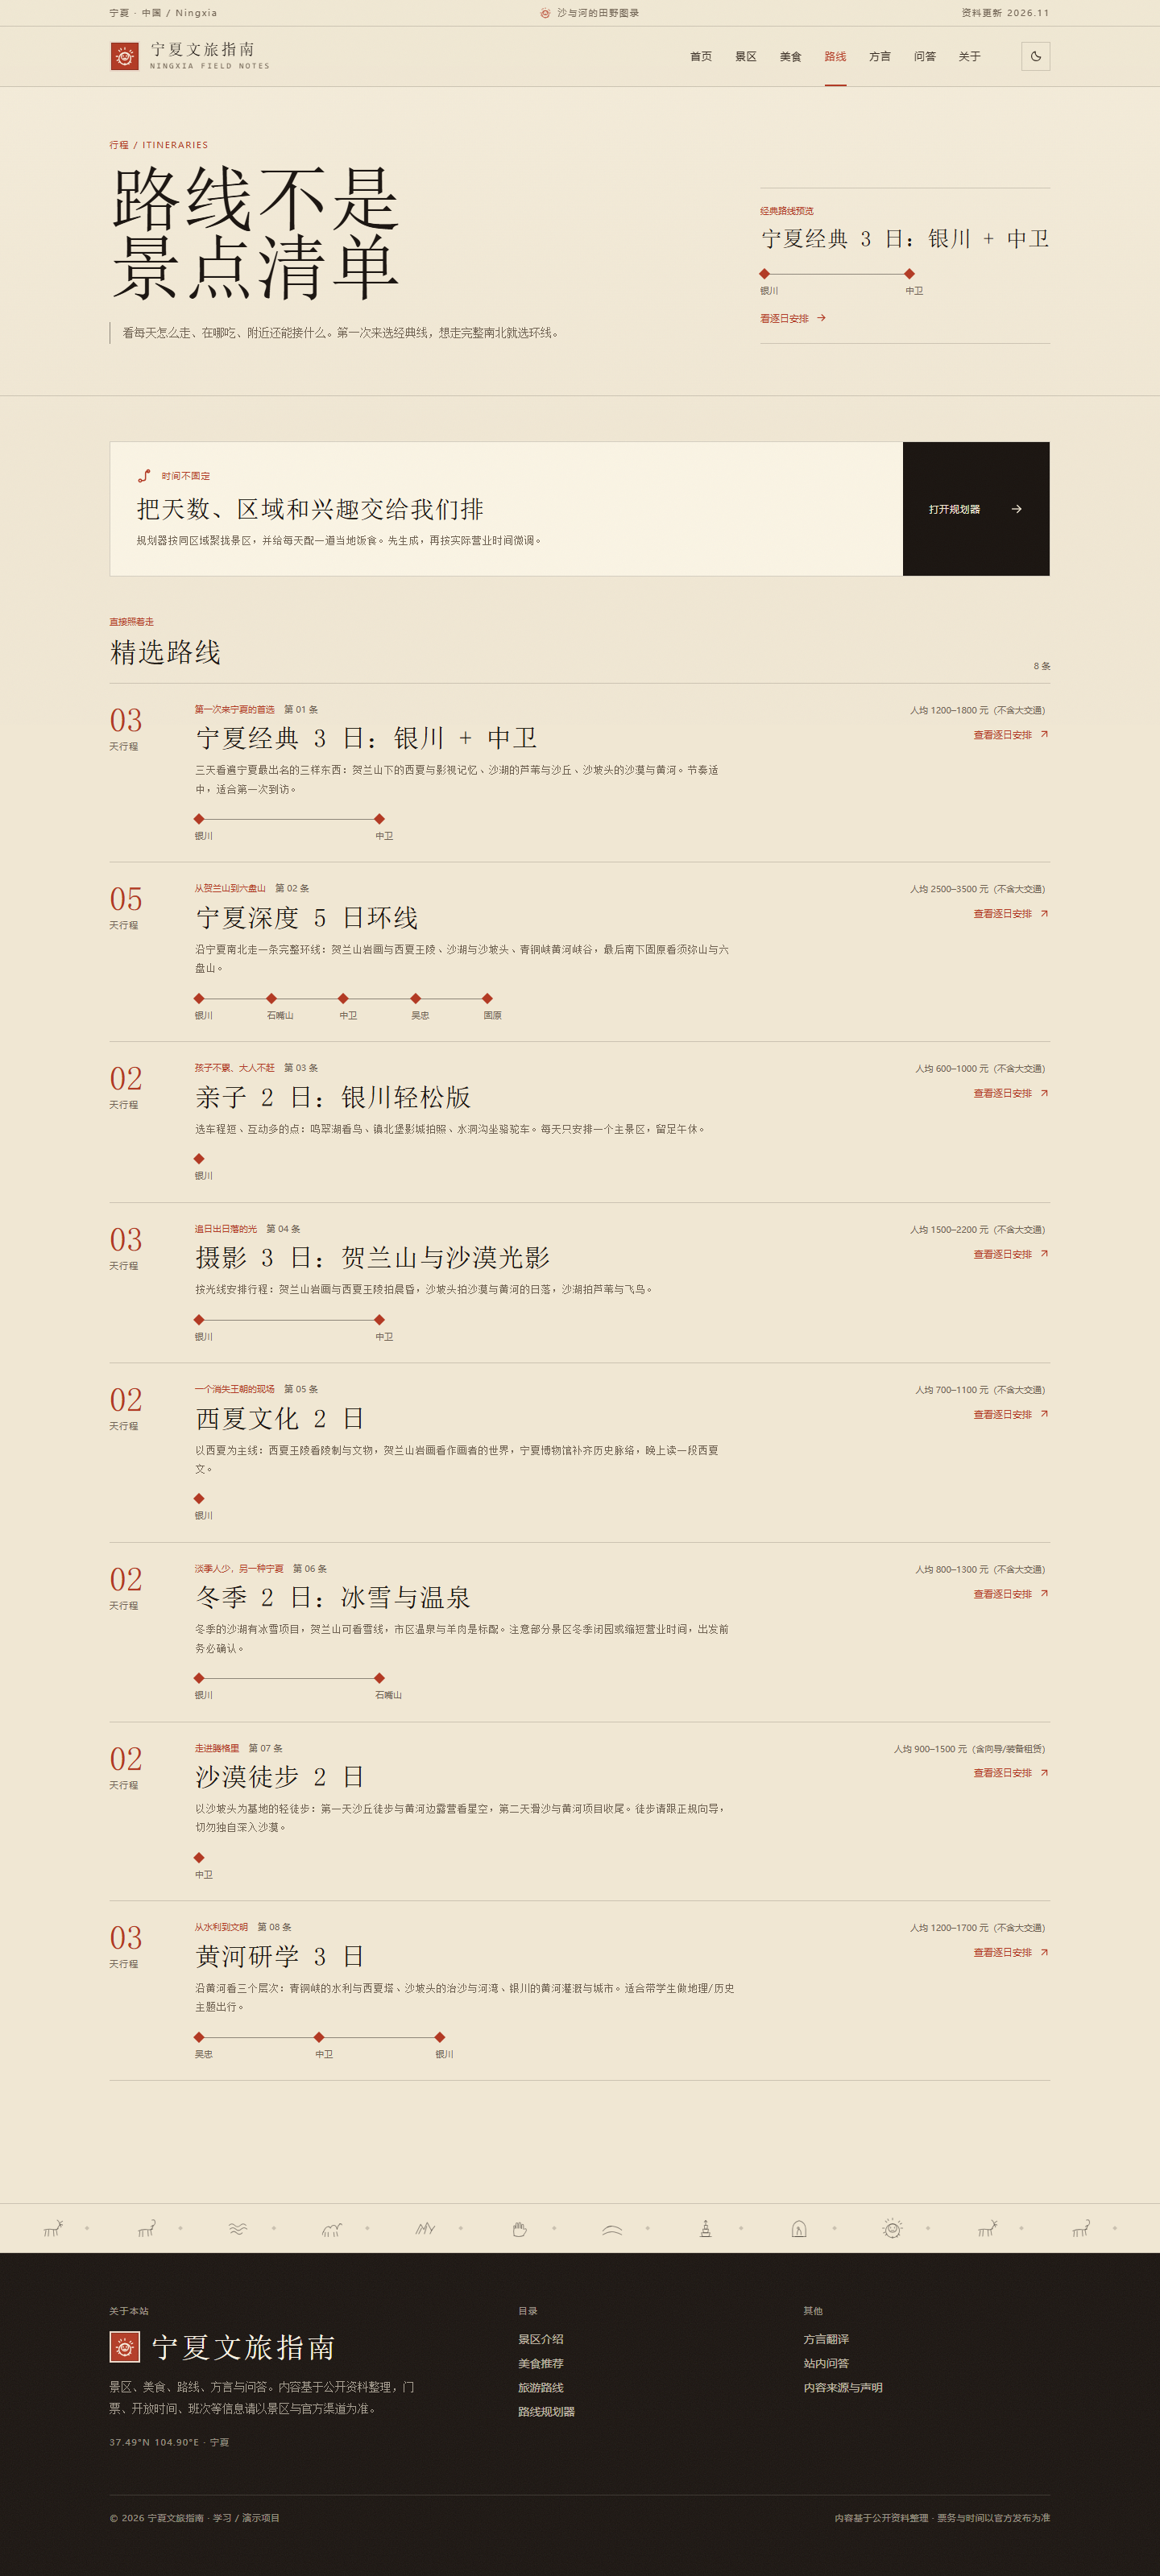 宁夏 · 中国 / Ningxia
沙与河的田野图录
资料更新 2026.11
宁夏文旅指南
NINGXIA FIELD NOTES
首页 景区 美食 路线 方言 问答 关于
行程 / ITINERARIES
路线不是
景点清单
看每天怎么走、在哪吃、附近还能接什么。第一次来选经典线，想走完整南北就选环线。
经典路线预览
宁夏经典 3 日：银川 + 中卫
银川 中卫
看逐日安排 →
时间不固定
把天数、区域和兴趣交给我们排
规划器按同区域聚拢景区，并给每天配一道当地饭食。先生成，再按实际营业时间微调。
打开规划器 →
直接照着走
精选路线
8 条
03
天行程
第一次来宁夏的首选 第 01 条
宁夏经典 3 日：银川 + 中卫
三天看遍宁夏最出名的三样东西：贺兰山下的西夏与影视记忆、沙湖的芦苇与沙丘、沙坡头的沙漠与黄河。节奏适
中，适合第一次到访。
银川 中卫
人均 1200–1800 元（不含大交通）
查看逐日安排 ↗
05
天行程
从贺兰山到六盘山 第 02 条
宁夏深度 5 日环线
沿宁夏南北走一条完整环线：贺兰山岩画与西夏王陵、沙湖与沙坡头、青铜峡黄河峡谷，最后南下固原看须弥山与六
盘山。
银川 石嘴山 中卫 吴忠 固原
人均 2500–3500 元（不含大交通）
查看逐日安排 ↗
02
天行程
孩子不累、大人不赶 第 03 条
亲子 2 日：银川轻松版
选车程短、互动多的点：鸣翠湖看鸟、镇北堡影城拍照、水洞沟坐骆驼车。每天只安排一个主景区，留足午休。
银川
人均 600–1000 元（不含大交通）
查看逐日安排 ↗
03
天行程
追日出日落的光 第 04 条
摄影 3 日：贺兰山与沙漠光影
按光线安排行程：贺兰山岩画与西夏王陵拍晨昏，沙坡头拍沙漠与黄河的日落，沙湖拍芦苇与飞鸟。
银川 中卫
人均 1500–2200 元（不含大交通）
查看逐日安排 ↗
02
天行程
一个消失王朝的现场 第 05 条
西夏文化 2 日
以西夏为主线：西夏王陵看陵制与文物，贺兰山岩画看作画者的世界，宁夏博物馆补齐历史脉络，晚上读一段西夏
文。
银川
人均 700–1100 元（不含大交通）
查看逐日安排 ↗
02
天行程
淡季人少，另一种宁夏 第 06 条
冬季 2 日：冰雪与温泉
冬季的沙湖有冰雪项目，贺兰山可看雪线，市区温泉与羊肉是标配。注意部分景区冬季闭园或缩短营业时间，出发前
务必确认。
银川 石嘴山
人均 800–1300 元（不含大交通）
查看逐日安排 ↗
02
天行程
走进腾格里 第 07 条
沙漠徒步 2 日
以沙坡头为基地的轻徒步：第一天沙丘徒步与黄河边露营看星空，第二天滑沙与黄河项目收尾。徒步请跟正规向导，
切勿独自深入沙漠。
中卫
人均 900–1500 元（含向导/装备租赁）
查看逐日安排 ↗
03
天行程
从水利到文明 第 08 条
黄河研学 3 日
沿黄河看三个层次：青铜峡的水利与西夏塔、沙坡头的治沙与河湾、银川的黄河灌溉与城市。适合带学生做地理/历史
主题出行。
吴忠 中卫 银川
人均 1200–1700 元（不含大交通）
查看逐日安排 ↗
关于本站
宁夏文旅指南
景区、美食、路线、方言与问答。内容基于公开资料整理，门
票、开放时间、班次等信息请以景区与官方渠道为准。
37.49°N 104.90°E · 宁夏
目录
景区介绍
美食推荐
旅游路线
路线规划器
其他
方言翻译
站内问答
内容来源与声明
© 2026 宁夏文旅指南 · 学习 / 演示项目
内容基于公开资料整理 · 票务与时间以官方发布为准